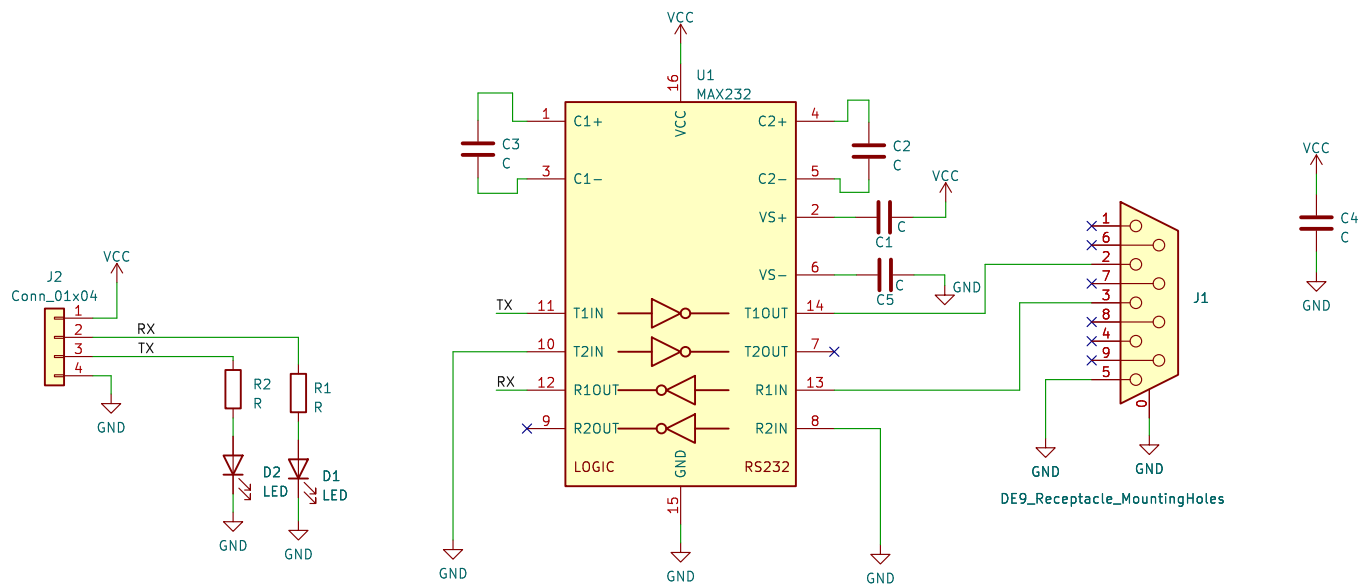 VCC
U1
MAX232
16
VCC
1
C1+
C2+
4
C3
C
C2
C
3
C1-
C2-
5
VCC
2
VS+
C1
C
6
VS-
C5
C
GND
TX
11
T1IN
T1OUT
14
10
T2IN
T2OUT
7
RX
12
R1OUT
R1IN
13
9
R2OUT
R2IN
8
LOGIC
GND
RS232
15
GND
GND
GND
VCC
J2
Conn_01x04
1
2
3
4
RX
TX
GND
R2
R
R1
R
D2
LED
D1
LED
GND
GND
1
6
2
7
3
8
4
9
5
0
J1
GND
GND
DE9_Receptacle_MountingHoles
VCC
C4
C
GND